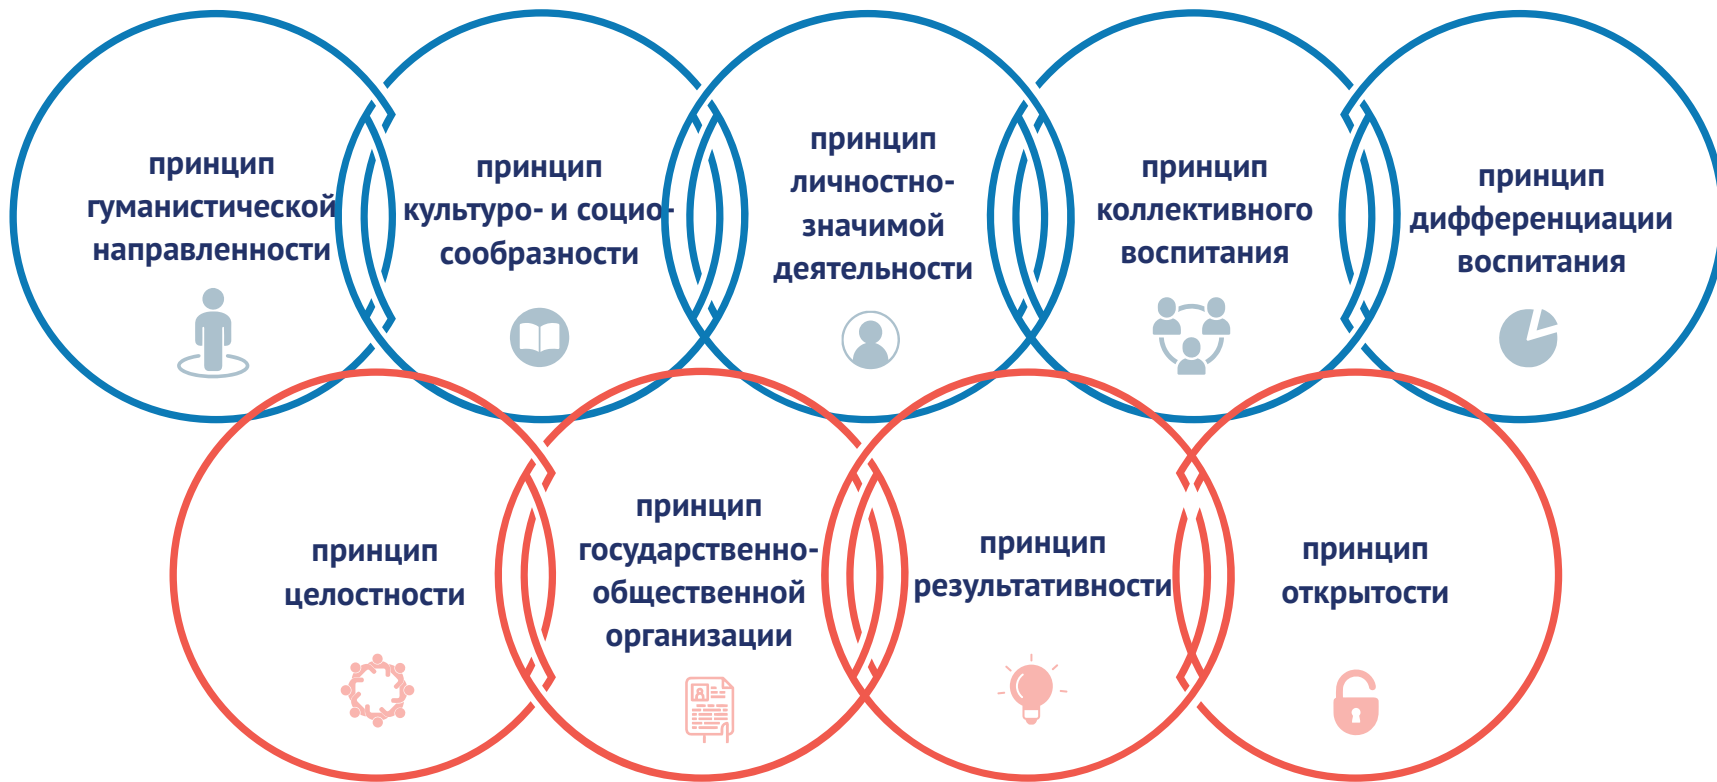 принцип
гуманистической
направленности
принцип
культуро- и социо-
сообразности
принцип
личностно-
значимой
деятельности
принцип
коллективного
воспитания
принцип
дифференциации
воспитания
принцип
целостности
принцип
государственно-
общественной
организации
принцип
результативности
принцип
открытости